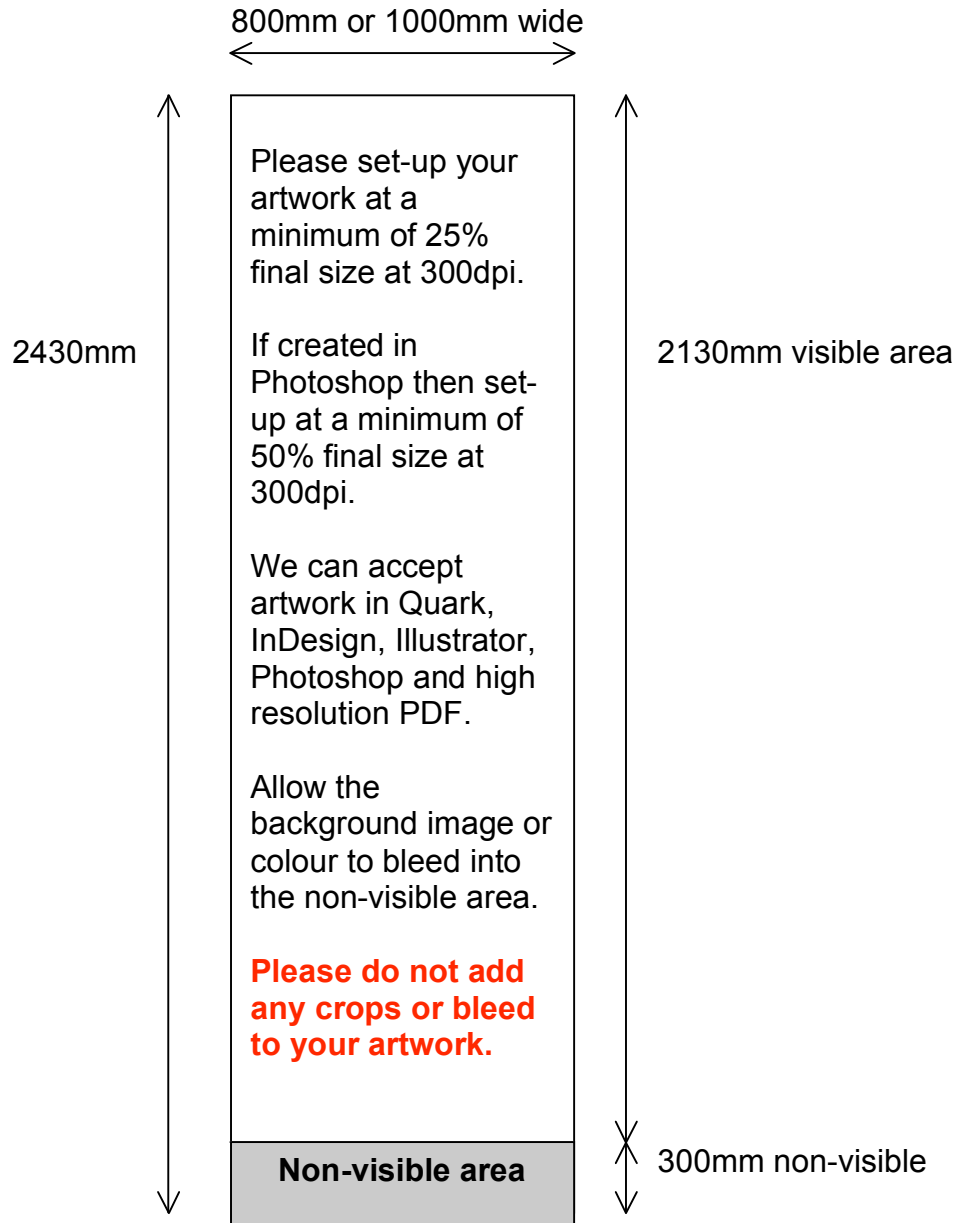 800mm or 1000mm wide
Please set-up your
artwork at a
minimum of 25%
final size at 300dpi.
2430mm
2130mm visible area
If created in
Photoshop then set-
up at a minimum of
50% final size at
300dpi.
We can accept
artwork in Quark,
InDesign, Illustrator,
Photoshop and high
resolution PDF.
Allow the
background image or
colour to bleed into
the non-visible area.
Please do not add
any crops or bleed
to your artwork.
Non-visible area
300mm non-visible